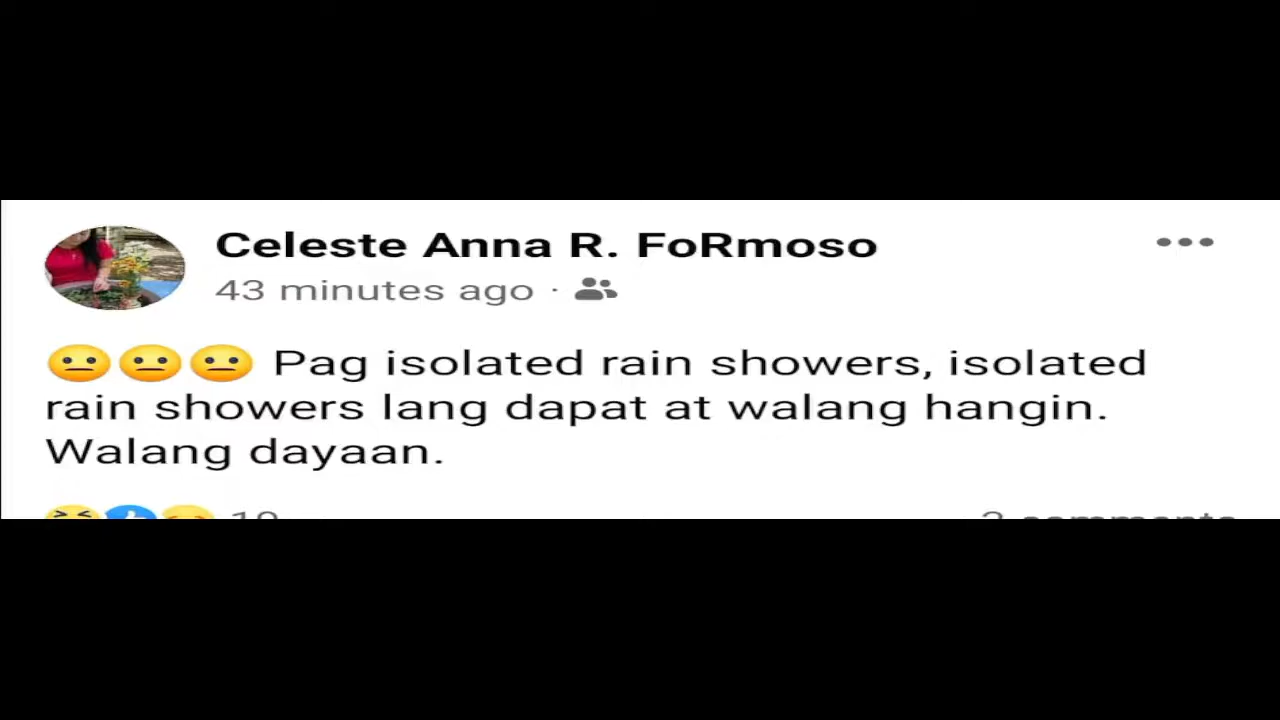 Celeste Anna R. FoRmoso
43 minutes ago ·
😐😐😐 Pag isolated rain showers, isolated
rain showers lang dapat at walang hangin.
Walang dayaan.
comments